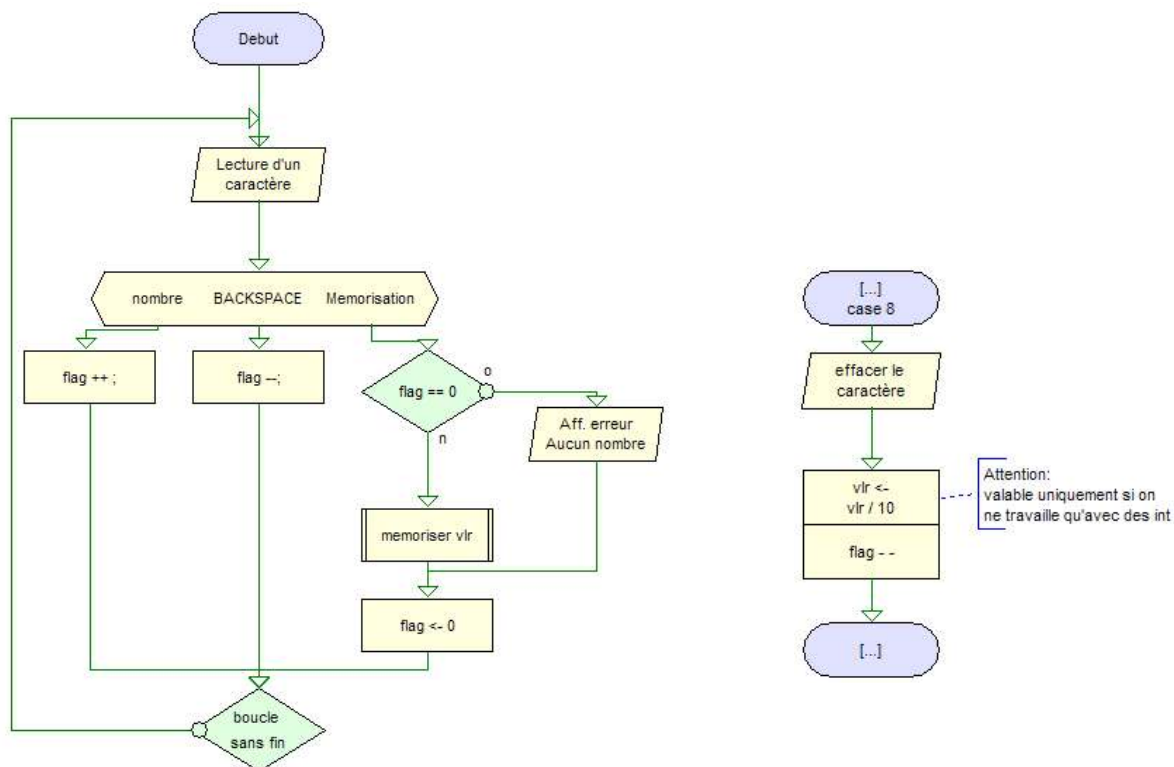 Debut
Lecture d'un
caractère
nombre BACKSPACE Memorisation
flag ++ ;
flag --;
flag == 0
o
n
Aff. erreur
Aucun nombre
memoriser vlr
flag <- 0
boucle
sans fin
[...]
case 8
effacer le
caractère
vlr <-
vlr / 10
flag - -
Attention:
valable uniquement si on
ne travaille qu'avec des int
[...]